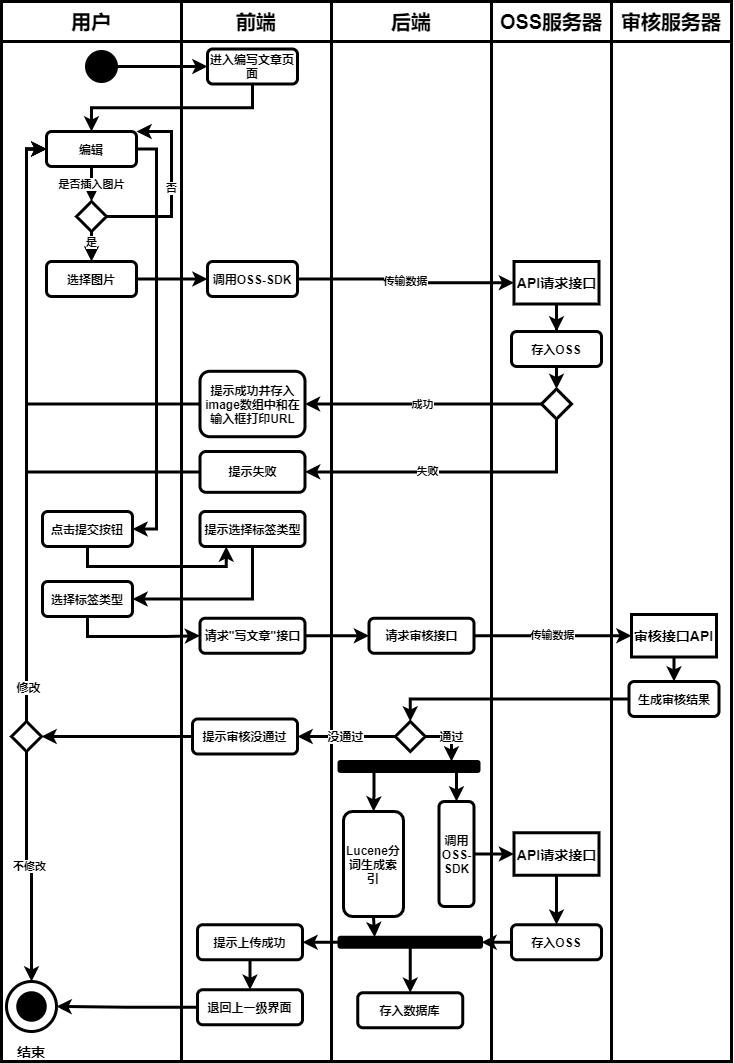 用户
前端
后端
OSS服务器
审核服务器
进入编写文章页
面
编辑
是否插入图片
否
是
选择图片
调用OSS-SDK
传输数据
API请求接口
存入OSS
提示成功并存入
image数组中和在
输入框打印URL
成功
提示失败
失败
点击提交按钮
提示选择标签类型
选择标签类型
请求"写文章"接口
请求审核接口
传输数据
审核接口API
生成审核结果
修改
提示审核没通过
没通过
通过
Lucene分
词生成索
引
调用
OSS-
SDK
API请求接口
不修改
提示上传成功
存入OSS
退回上一级界面
存入数据库
结束